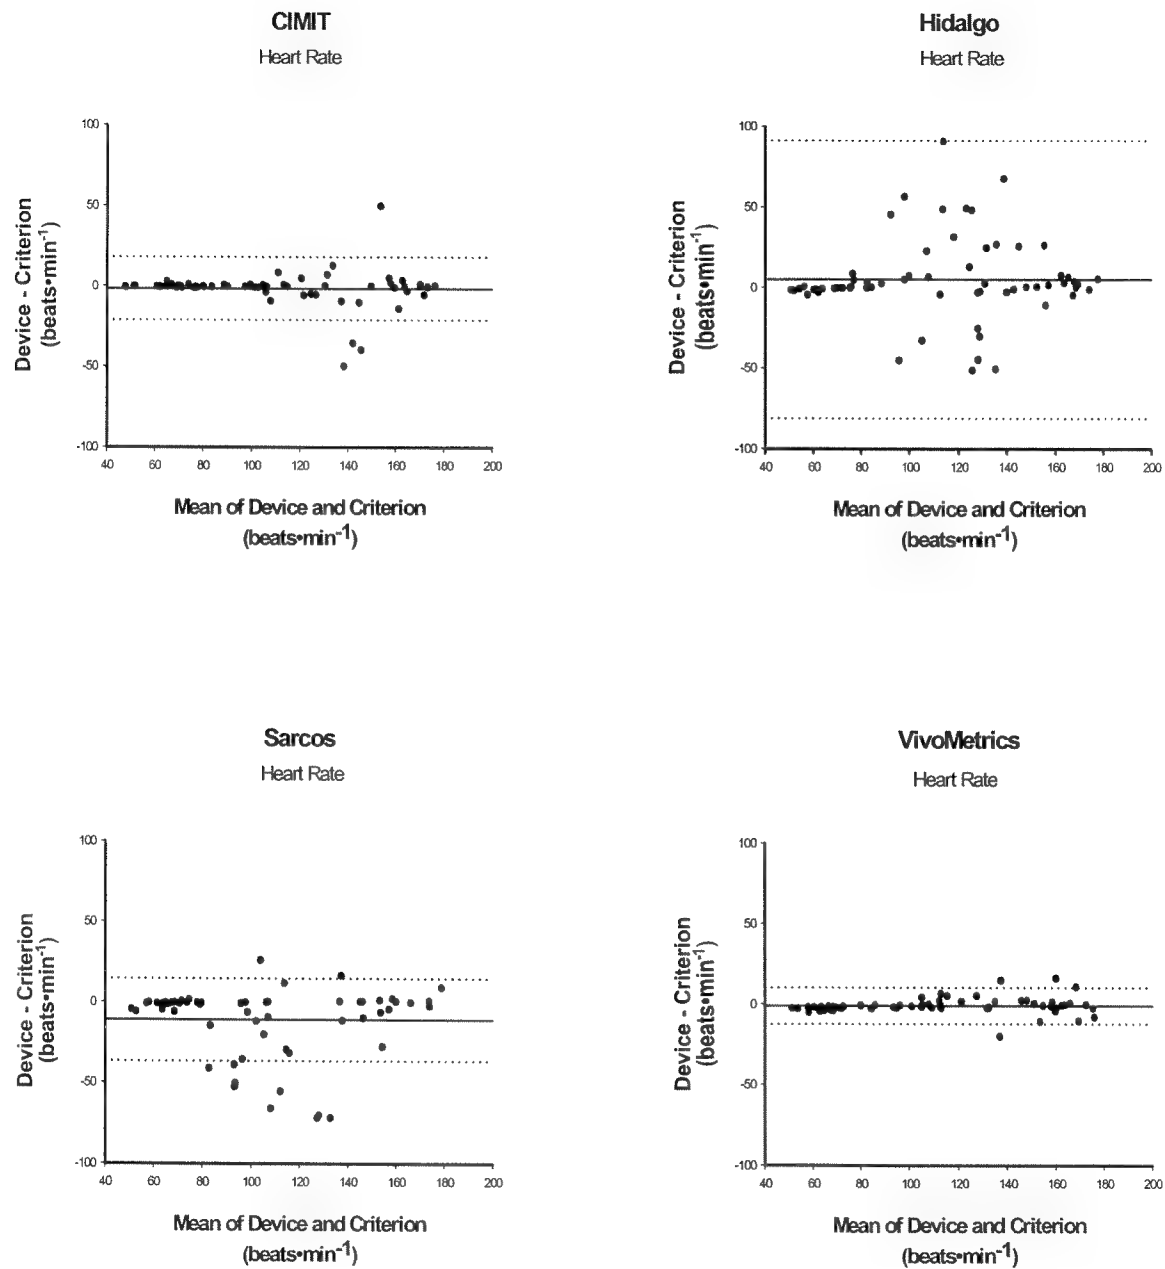 CIMIT
Heart Rate
100
50
0
-50
-100
Device - Criterion
(beats•min⁻¹)
40 60 80 100 120 140 160 180 200
Mean of Device and Criterion
(beats•min⁻¹)
Hidalgo
Heart Rate
100
50
0
-50
-100
Device - Criterion
(beats•min⁻¹)
40 60 80 100 120 140 160 180 200
Mean of Device and Criterion
(beats•min⁻¹)
Sarcos
Heart Rate
100
50
0
-50
-100
Device - Criterion
(beats•min⁻¹)
40 60 80 100 120 140 160 180 200
Mean of Device and Criterion
(beats•min⁻¹)
VivoMetrics
Heart Rate
100
50
0
-50
-100
Device - Criterion
(beats•min⁻¹)
40 60 80 100 120 140 160 180 200
Mean of Device and Criterion
(beats•min⁻¹)